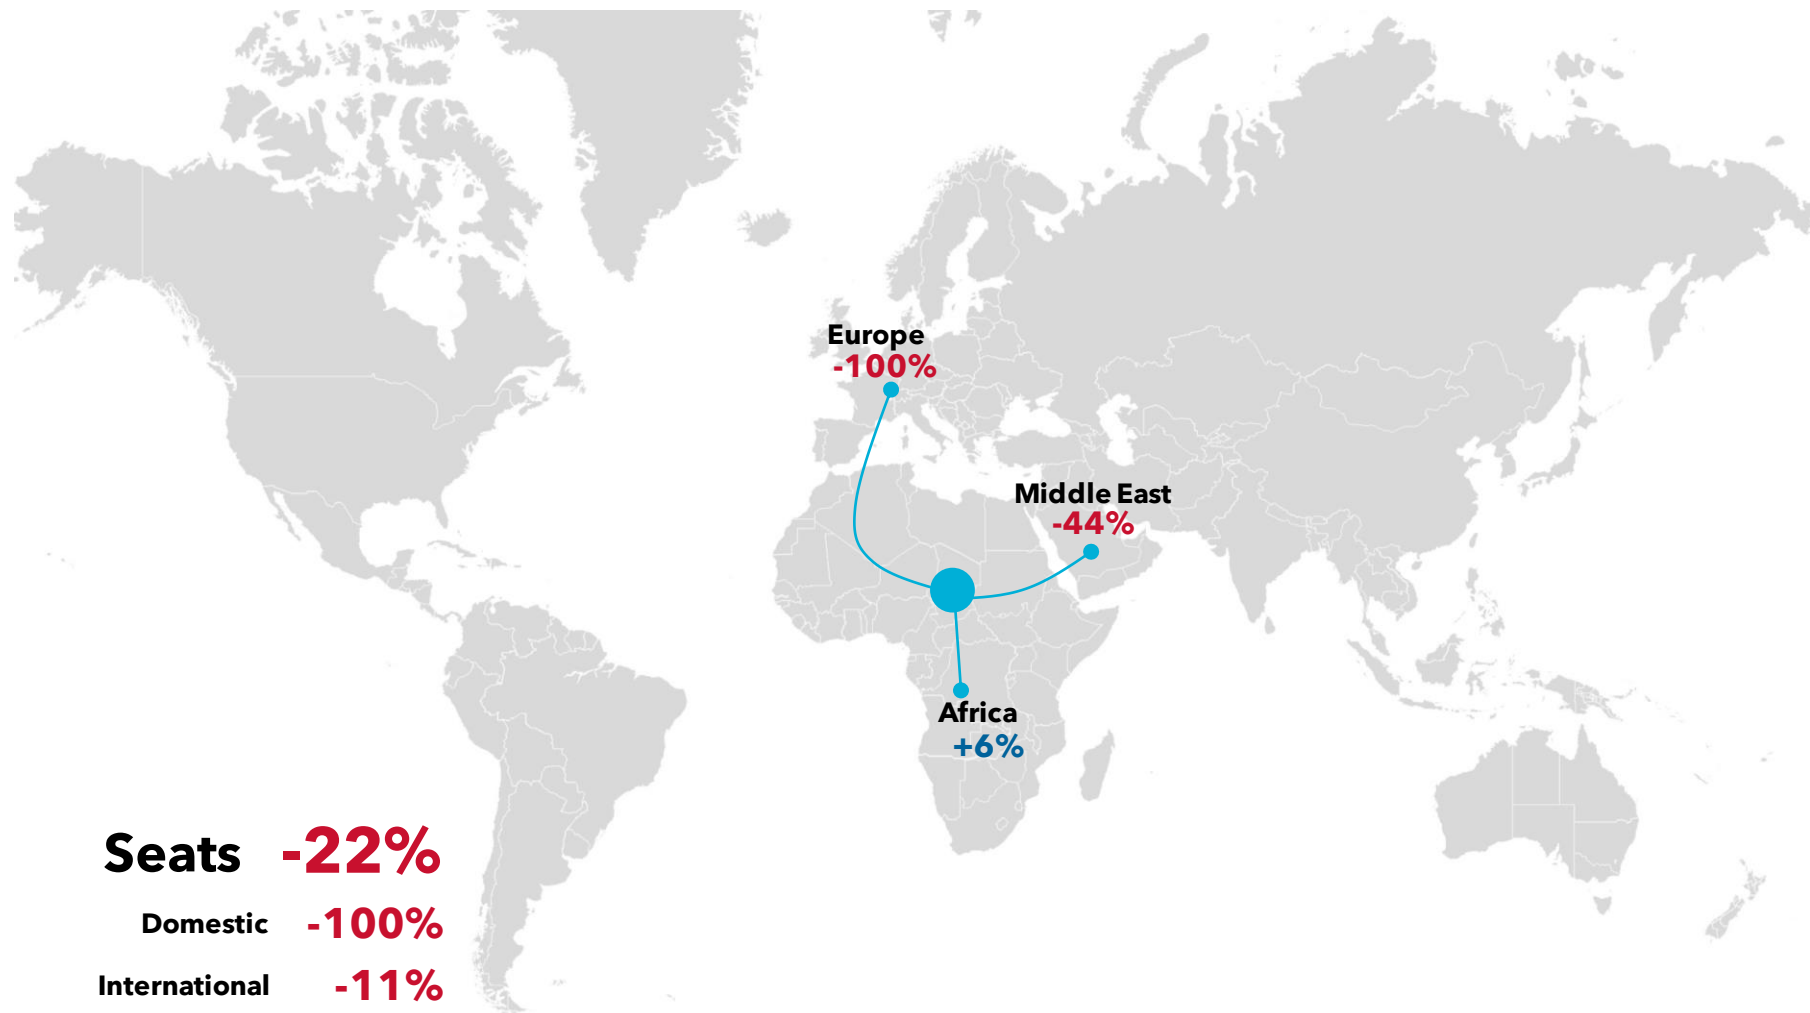 Europe
-100%
Middle East
-44%
Africa
+6%
Seats -22%
Domestic -100%
International -11%